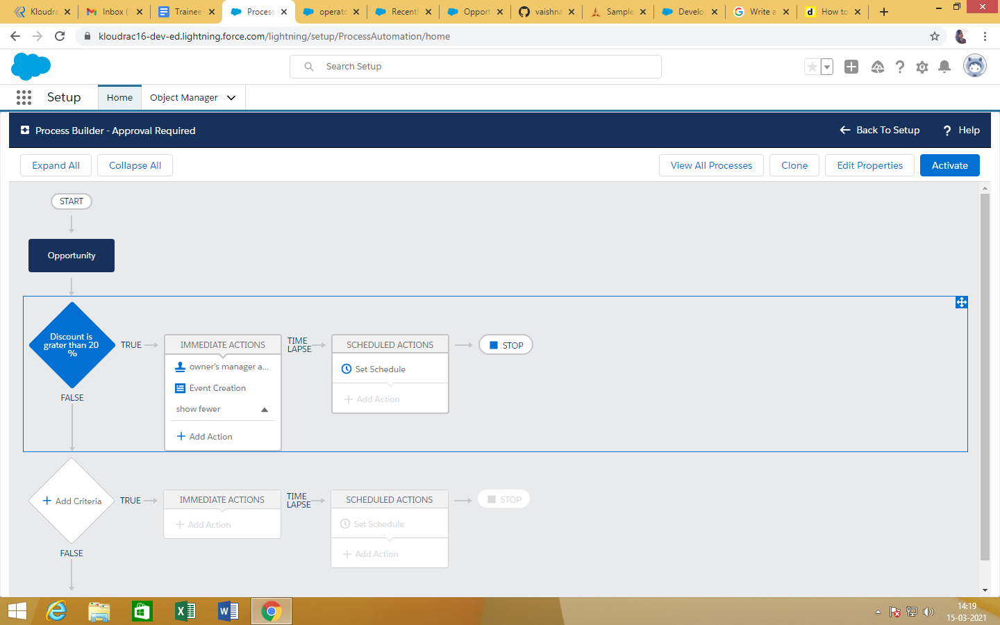 Kloudra
Inbox (
Trainee
Process
operato
Recent
Opport
vaishna
Sample
Develo
Write a
How to
kloudrac16-dev-ed.lightning.force.com/lightning/setup/ProcessAutomation/home
Search Setup
Setup
Home
Object Manager
Process Builder - Approval Required
Back To Setup
? Help
Expand All
Collapse All
View All Processes
Clone
Edit Properties
Activate
START
Opportunity
Discount is
grater than 20
%
TRUE
IMMEDIATE ACTIONS
owner's manager a...
Event Creation
show fewer
+ Add Action
TIME
LAPSE
SCHEDULED ACTIONS
Set Schedule
+ Add Action
STOP
FALSE
+ Add Criteria
TRUE
IMMEDIATE ACTIONS
+ Add Action
TIME
LAPSE
SCHEDULED ACTIONS
Set Schedule
+ Add Action
STOP
FALSE
14:19
15-03-2021